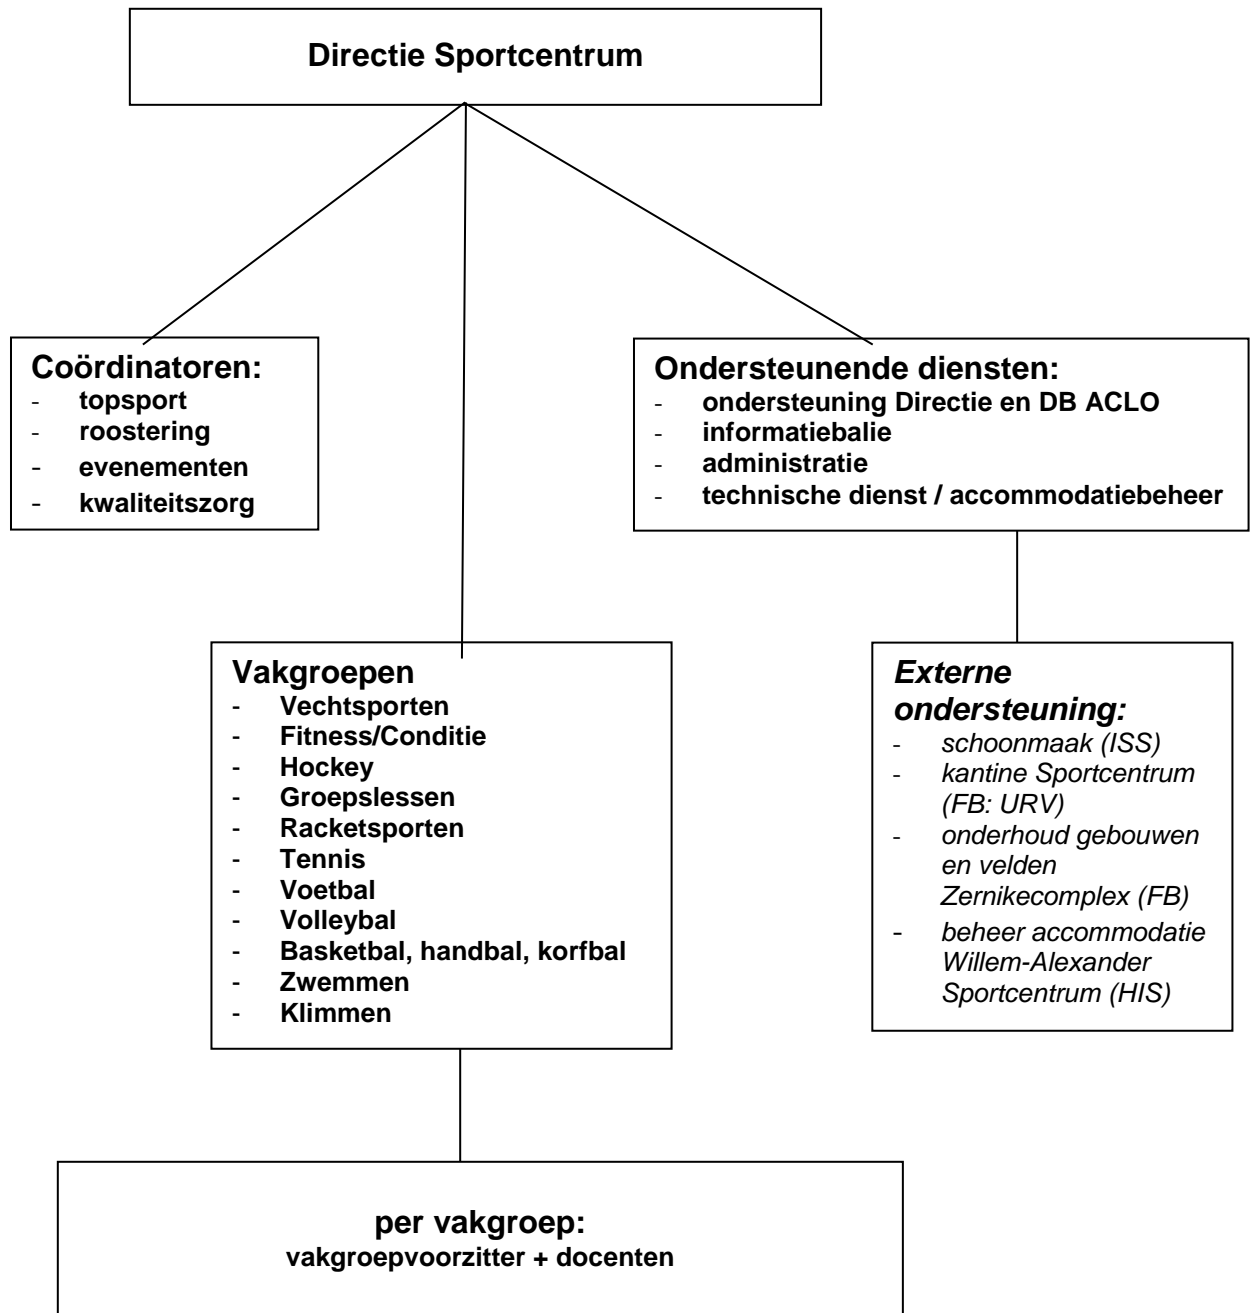 Directie Sportcentrum
Coördinatoren:
- topsport
- roostering
- evenementen
- kwaliteitszorg
Ondersteunende diensten:
- ondersteuning Directie en DB ACLO
- informatiebalie
- administratie
- technische dienst / accommodatiebeheer
Vakgroepen
- Vechtsporten
- Fitness/Conditie
- Hockey
- Groepslessen
- Racketsporten
- Tennis
- Voetbal
- Volleybal
- Basketbal, handbal, korfbal
- Zwemmen
- Klimmen
Externe
ondersteuning:
- schoonmaak (ISS)
- kantine Sportcentrum
(FB: URV)
- onderhoud gebouwen
en velden
Zernikecomplex (FB)
- beheer accommodatie
Willem-Alexander
Sportcentrum (HIS)
per vakgroep:
vakgroepvoorzitter + docenten